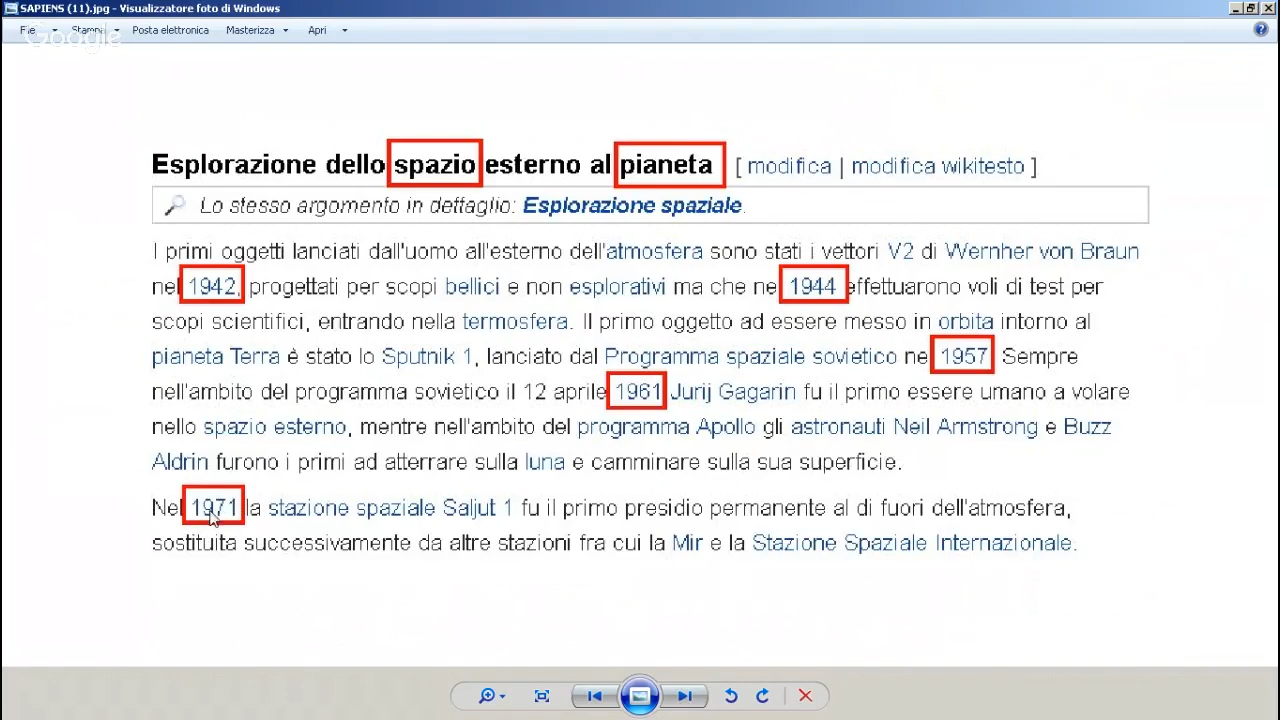 SAPIENS (11).jpg - Visualizzatore foto di Windows
File Stampa Posta elettronica Masterizza Apri
Google
Esplorazione dello spazio esterno al pianeta [ modifica | modifica wikitesto ]
Lo stesso argomento in dettaglio: Esplorazione spaziale.
I primi oggetti lanciati dall'uomo all'esterno dell'atmosfera sono stati i vettori V2 di Wernher von Braun
nel 1942, progettati per scopi bellici e non esplorativi ma che nel 1944 effettuarono voli di test per
scopi scientifici, entrando nella termosfera. Il primo oggetto ad essere messo in orbita intorno al
pianeta Terra è stato lo Sputnik 1, lanciato dal Programma spaziale sovietico nel 1957. Sempre
nell'ambito del programma sovietico il 12 aprile 1961 Jurij Gagarin fu il primo essere umano a volare
nello spazio esterno, mentre nell'ambito del programma Apollo gli astronauti Neil Armstrong e Buzz
Aldrin furono i primi ad atterrare sulla luna e camminare sulla sua superficie.
Nel 1971 la stazione spaziale Saljut 1 fu il primo presidio permanente al di fuori dell'atmosfera,
sostituita successivamente da altre stazioni fra cui la Mir e la Stazione Spaziale Internazionale.